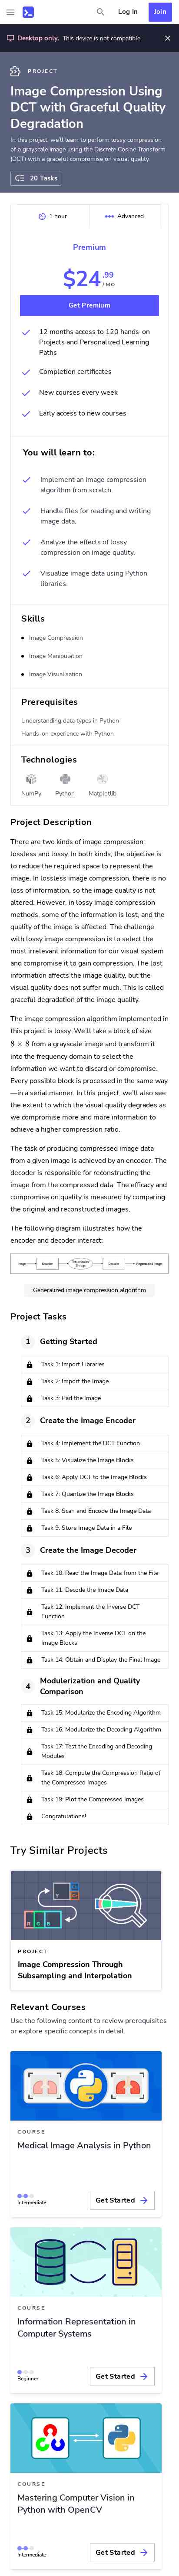 Log In
Join
Desktop only. This device is not compatible.
PROJECT
Image Compression Using
DCT with Graceful Quality
Degradation
In this project, we'll learn to perform lossy compression
of a grayscale image using the Discrete Cosine Transform
(DCT) with a graceful compromise on visual quality.
20 Tasks
1 hour
Advanced
Premium
$24.99
/ MO
Get Premium
12 months access to 120 hands-on
Projects and Personalized Learning
Paths
Completion certificates
New courses every week
Early access to new courses
You will learn to:
Implement an image compression
algorithm from scratch.
Handle files for reading and writing
image data.
Analyze the effects of lossy
compression on image quality.
Visualize image data using Python
libraries.
Skills
Image Compression
Image Manipulation
Image Visualisation
Prerequisites
Understanding data types in Python
Hands-on experience with Python
Technologies
NumPy
Python
Matplotlib
Project Description
There are two kinds of image compression:
lossless and lossy. In both kinds, the objective is
to reduce the required space to represent the
image. In lossless image compression, there is no
loss of information, so the image quality is not
altered. However, in lossy image compression
methods, some of the information is lost, and the
quality of the image is affected. The challenge
with lossy image compression is to select the
most irrelevant information for our visual system
and compromise it to gain compression. The lost
information affects the image quality, but the
visual quality does not suffer much. This is called
graceful degradation of the image quality.
The image compression algorithm implemented in
this project is lossy. We'll take a block of size
8 × 8 from a grayscale image and transform it
into the frequency domain to select the
information we want to discard or compromise.
Every possible block is processed in the same way
—in a serial manner. In this project, we'll also see
the extent to which the visual quality degrades as
we compromise more and more information to
achieve a higher compression ratio.
The task of producing compressed image data
from a given image is achieved by an encoder. The
decoder is responsible for reconstructing the
image from the compressed data. The efficacy and
compromise on quality is measured by comparing
the original and reconstructed images.
The following diagram illustrates how the
encoder and decoder interact:
Image
Encoder
Decoder
Generalized image compression algorithm
Project Tasks
1
Getting Started
Task 1: Import Libraries
Task 2: Import the Image
Task 3: Pad the Image
2
Create the Image Encoder
Task 4: Implement the DCT Function
Task 5: Visualize the Image Blocks
Task 6: Apply DCT to the Image Blocks
Task 7: Quantize the Image Blocks
Task 8: Scan and Encode the Image Data
Task 9: Store Image Data in a File
3
Create the Image Decoder
Task 10: Read the Image Data from the File
Task 11: Decode the Image Data
Task 12: Implement the Inverse DCT
Function
Task 13: Apply the Inverse DCT on the
Image Blocks
Task 14: Obtain and Display the Final Image
4
Modulerization and Quality
Comparison
Task 15: Modularize the Encoding Algorithm
Task 16: Modularize the Decoding Algorithm
Task 17: Test the Encoding and Decoding
Modules
Task 18: Compute the Compression Ratio of
the Compressed Images
Task 19: Plot the Compressed Images
Congratulations!
Try Similar Projects
R
G
B
PROJECT
Image Compression Through
Subsampling and Interpolation
Relevant Courses
Use the following content to review prerequisites
or explore specific concepts in detail.
COURSE
Medical Image Analysis in Python
Intermediate
Get Started
COURSE
Information Representation in
Computer Systems
Beginner
Get Started
COURSE
Mastering Computer Vision in
Python with OpenCV
Intermediate
Get Started